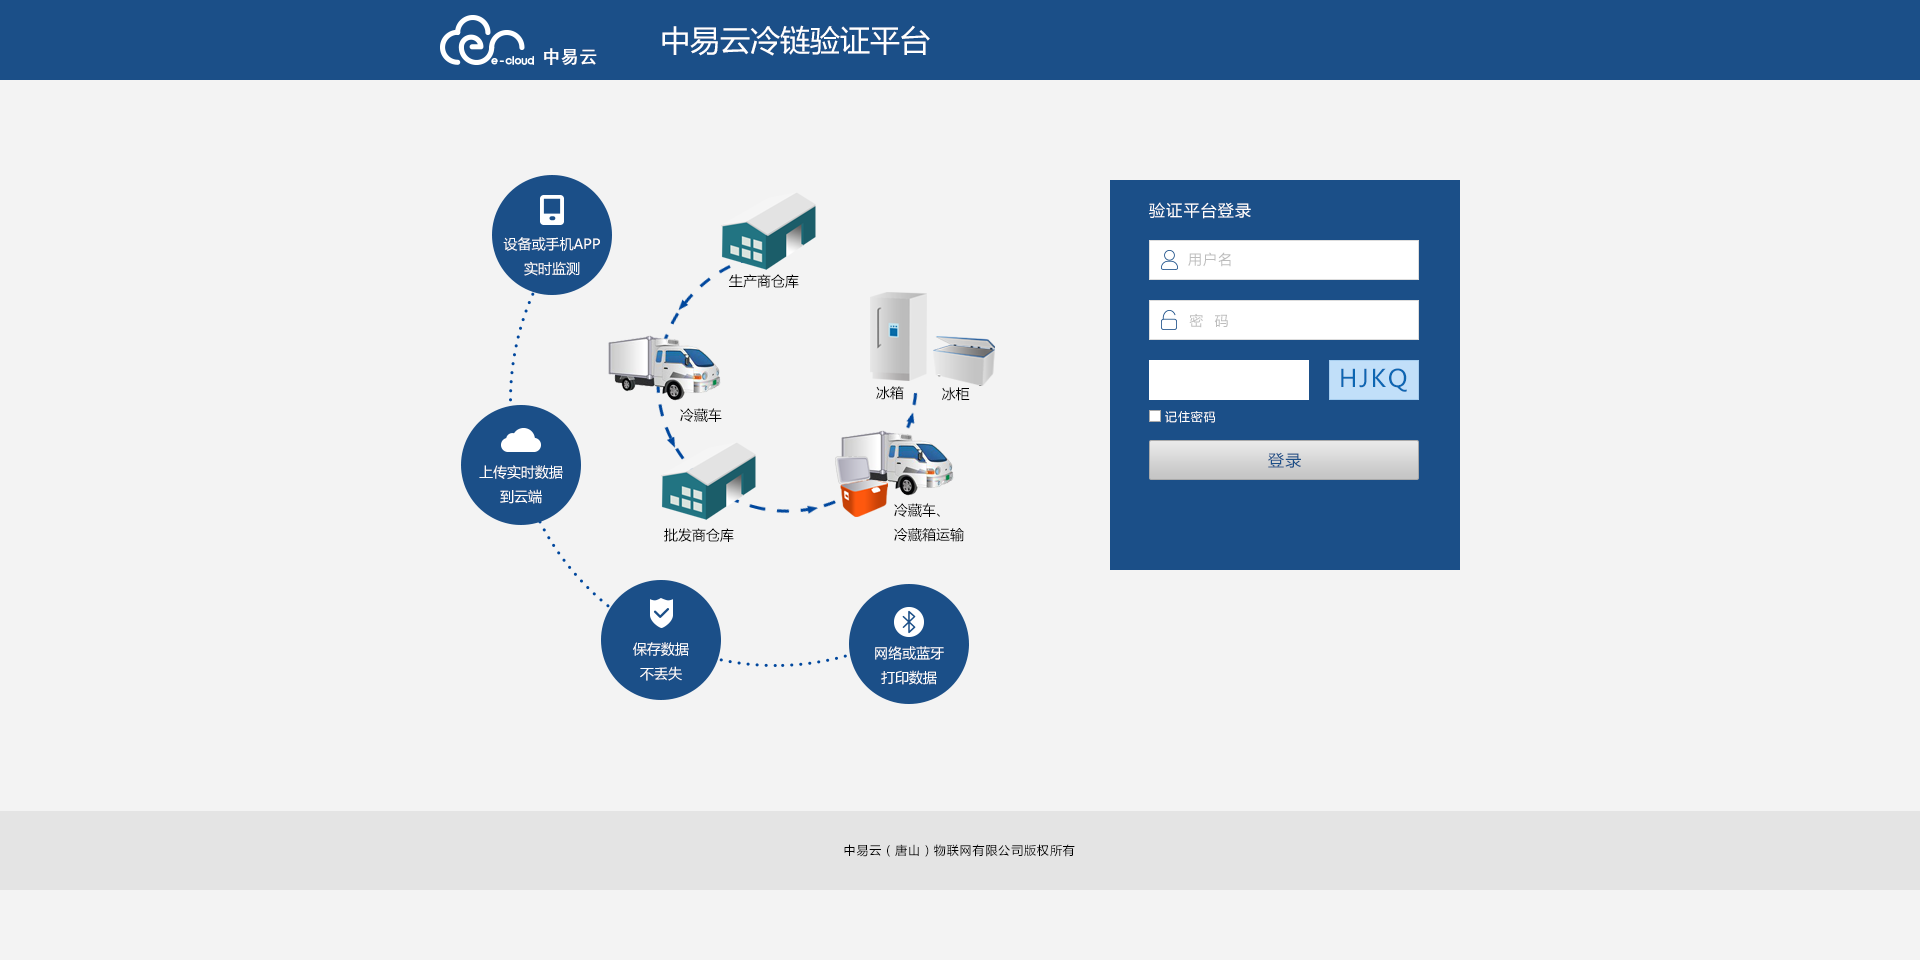 e-cloud 中易云
中易云冷链验证平台
设备或手机APP
实时监测
生产商仓库
冷藏车
冰箱
冰柜
上传实时数据
到云端
批发商仓库
冷藏车、
冷藏箱运输
保存数据
不丢失
网络或蓝牙
打印数据
验证平台登录
用户名
密 码
HJKQ
记住密码
登录
中易云（唐山）物联网有限公司版权所有